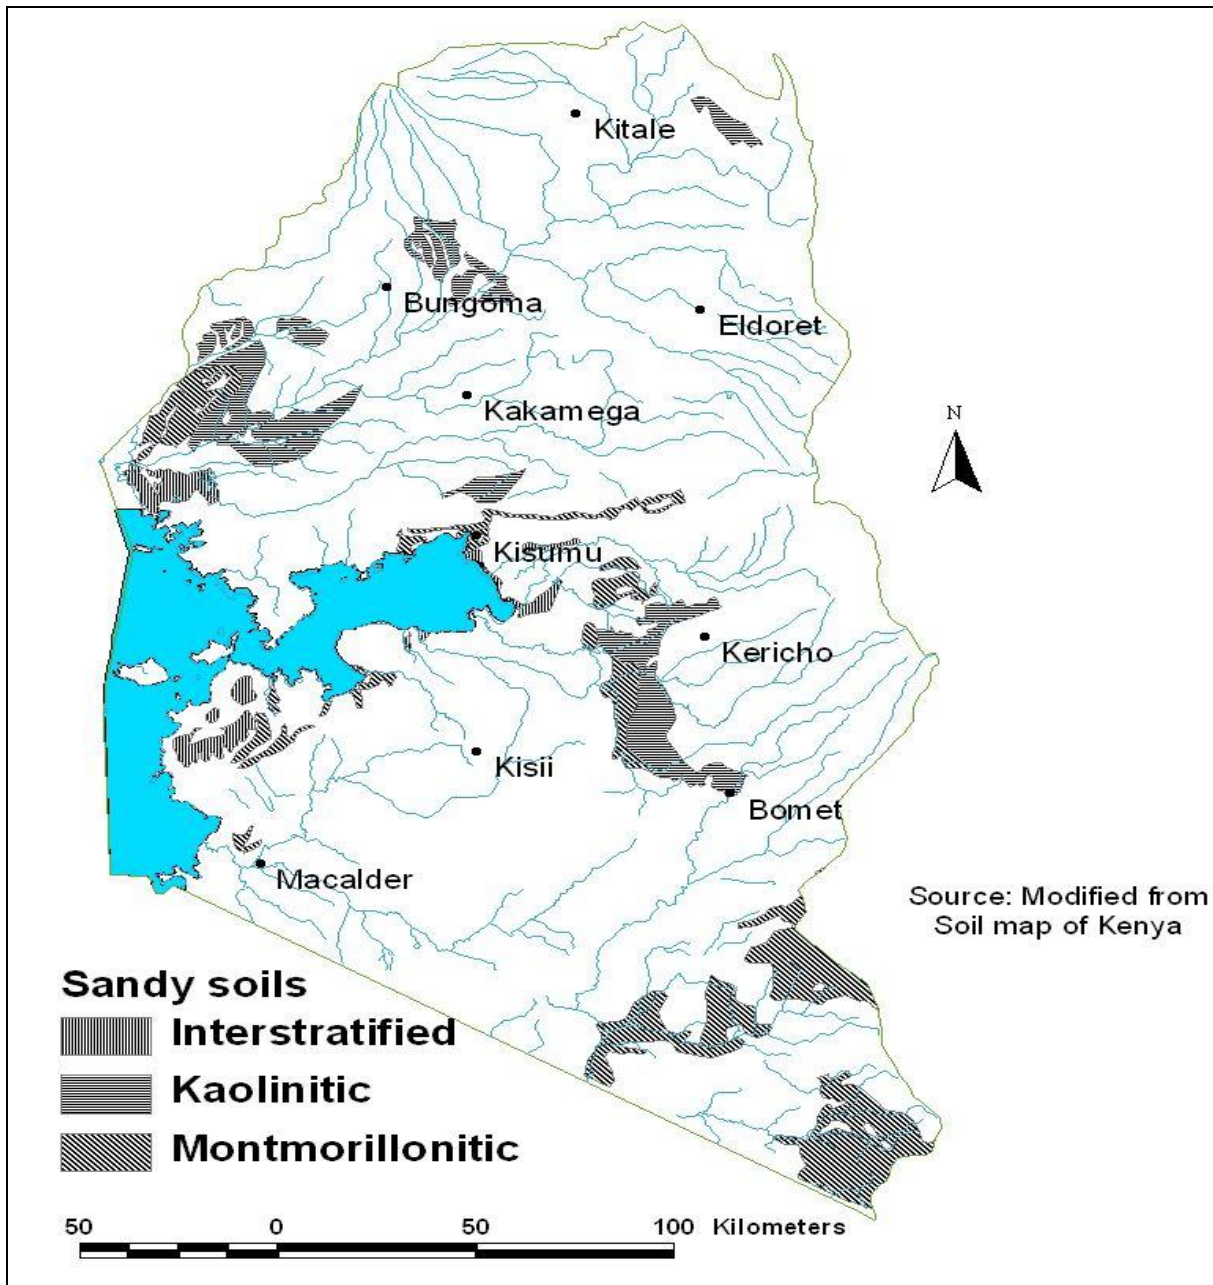 Kitale
Bungoma
Eldoret
Kakamega
N
Kisumu
Kericho
Kisii
Bomet
Macalder
Source: Modified from
Soil map of Kenya
Sandy soils
Interstratified
Kaolinitic
Montmorillonitic
50 0 50 100 Kilometers